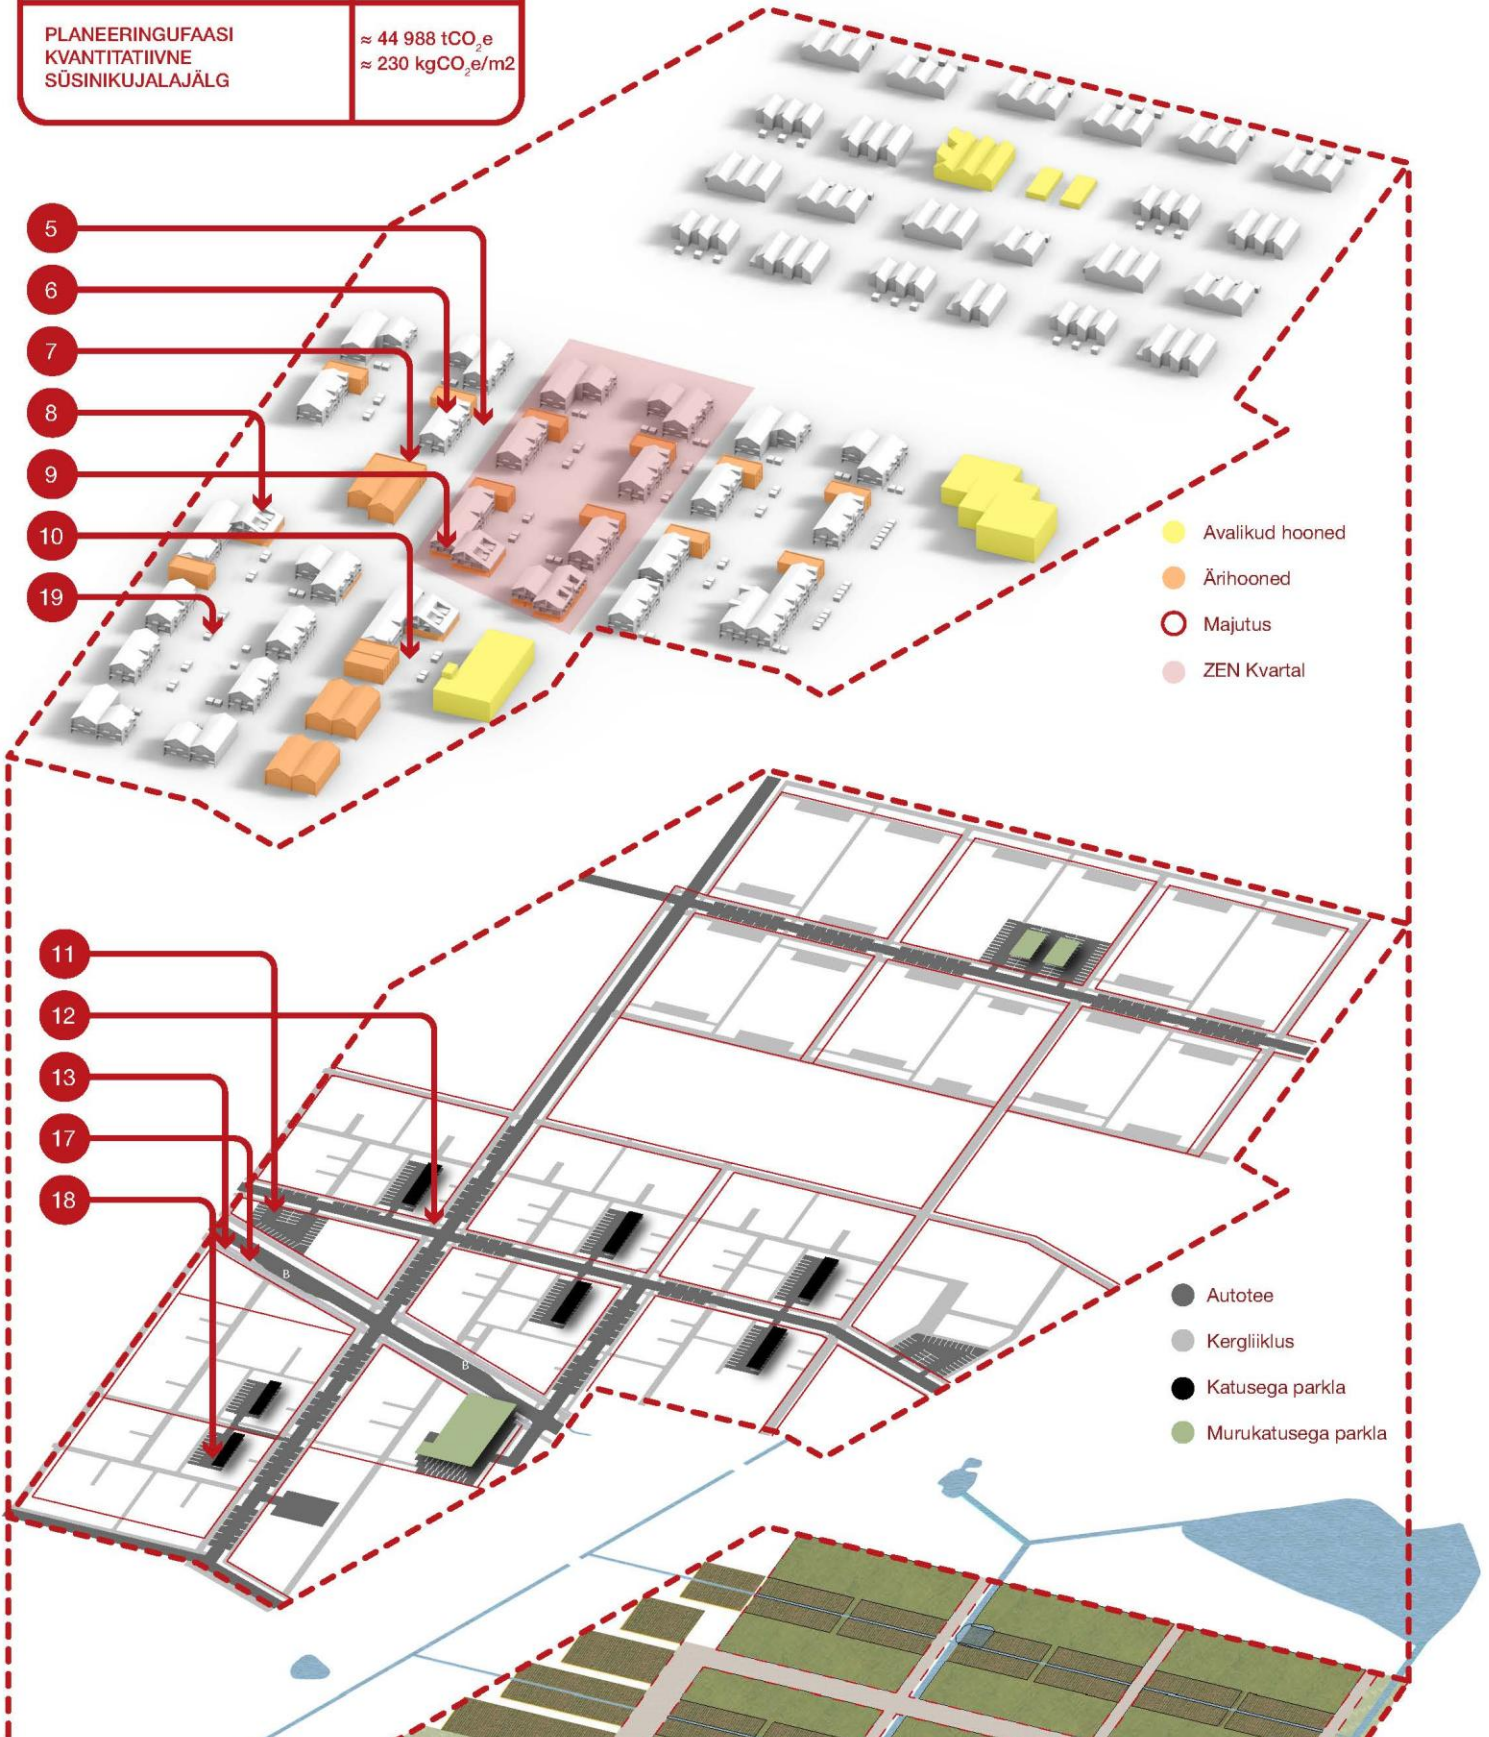 PLANEERINGUFAASI
KVANTITATIIVNE
SÜSINIKUJALAJÄLG
≈ 44 988 tCO₂e
≈ 230 kgCO₂e/m2
5
6
7
8
9
10
19
Avalikud hooned
Ärihooned
Majutus
ZEN Kvartal
11
12
13
17
18
B
B
Autotee
Kergliiklus
Katusega parkla
Murukatusega parkla